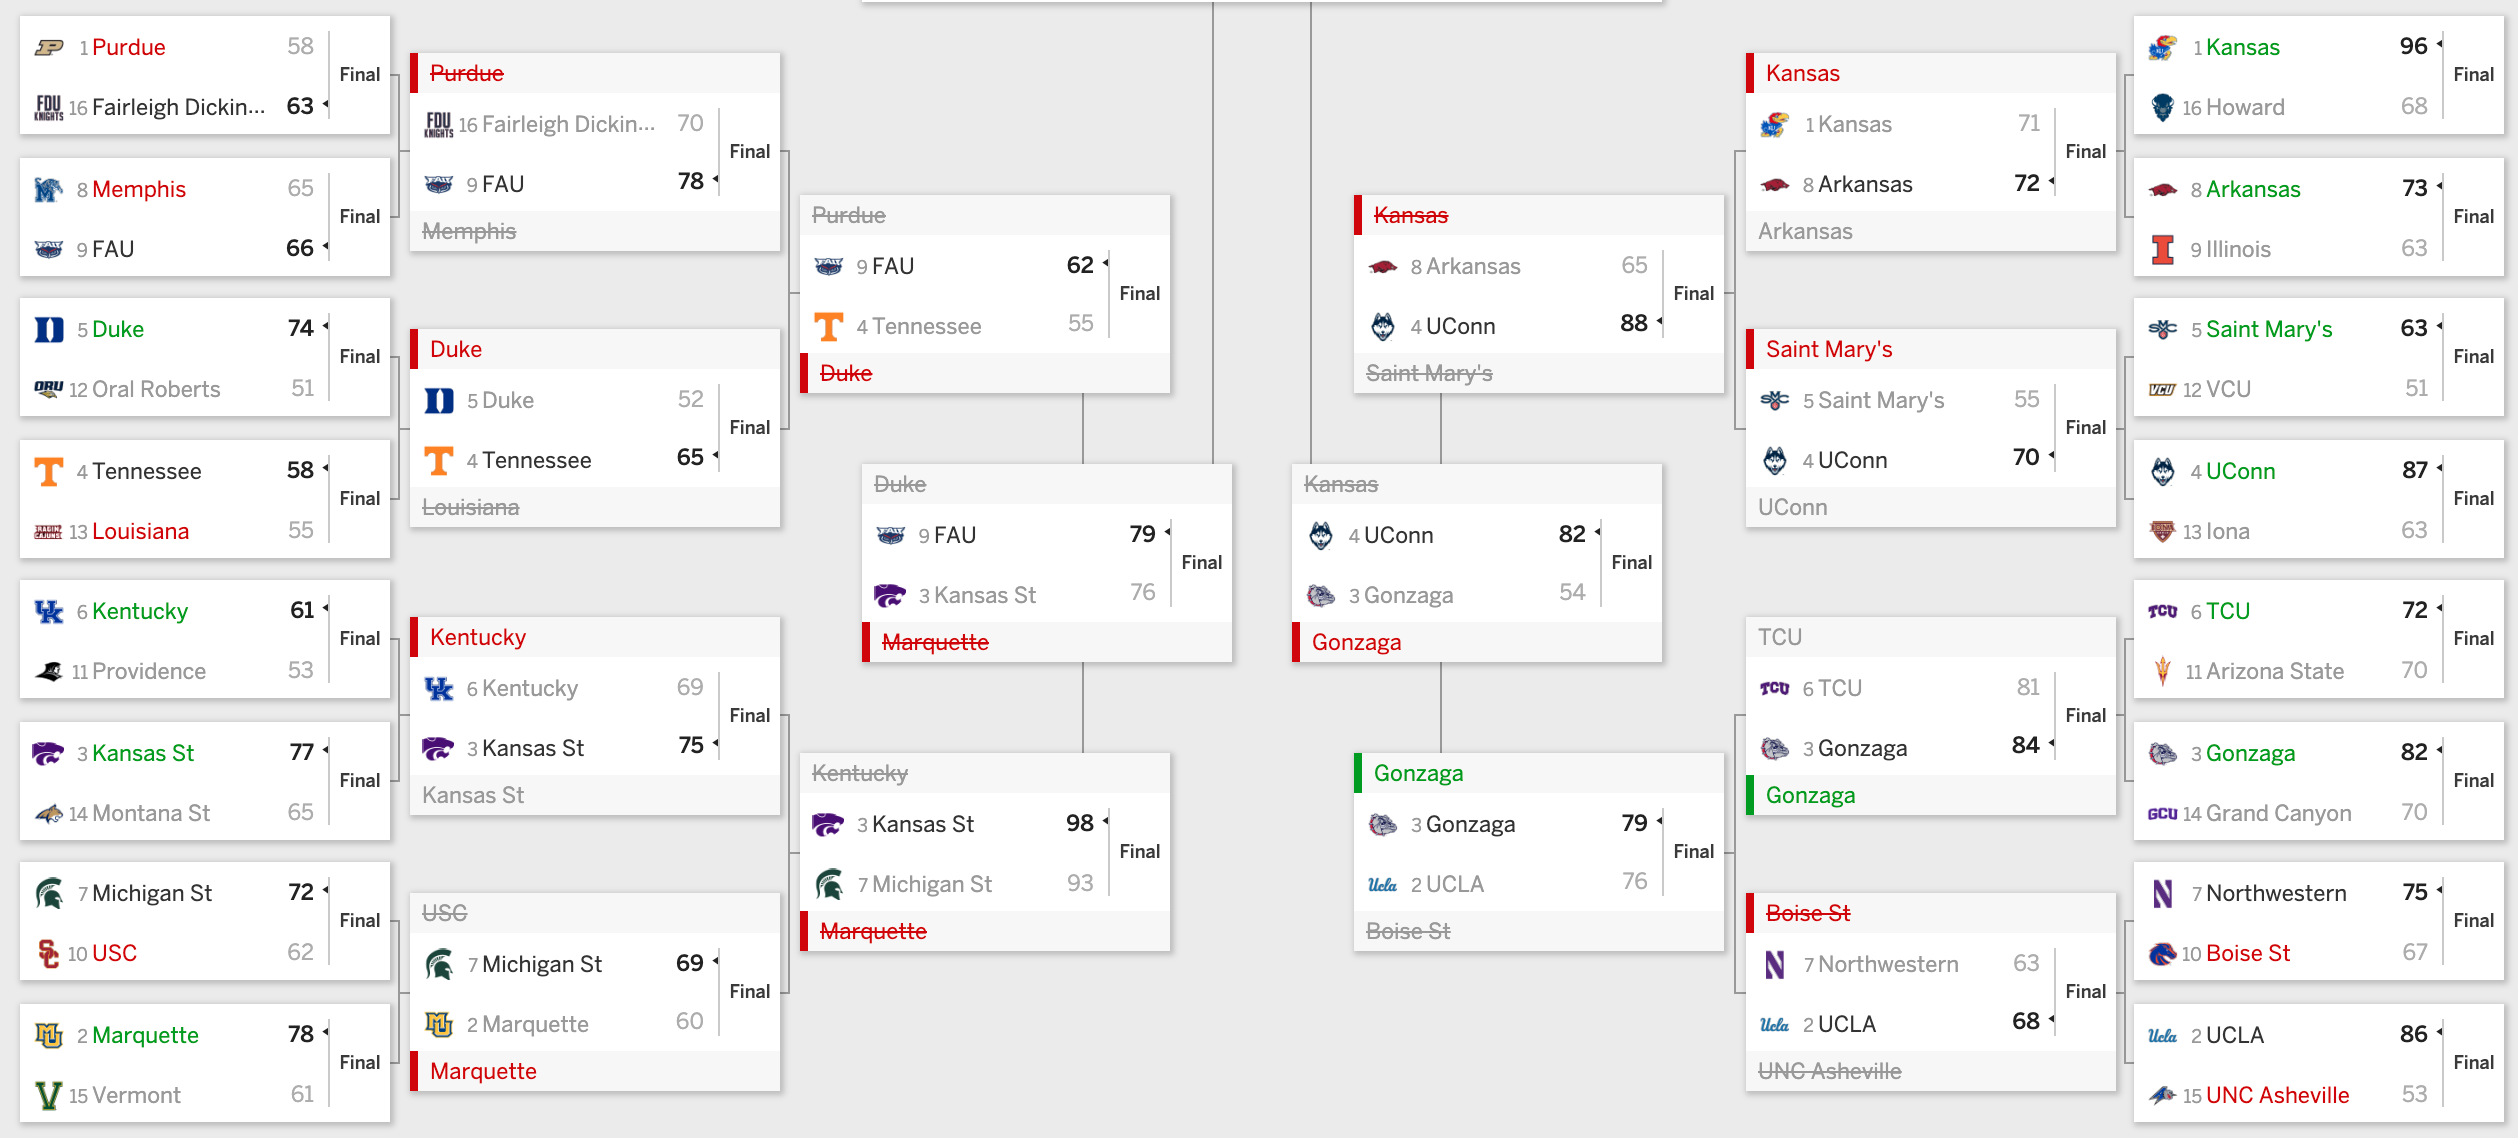 1 Purdue 58
16 Fairleigh Dickin... 63
Final
8 Memphis 65
9 FAU 66
Final
5 Duke 74
12 Oral Roberts 51
Final
4 Tennessee 58
13 Louisiana 55
Final
6 Kentucky 61
11 Providence 53
Final
3 Kansas St 77
14 Montana St 65
Final
7 Michigan St 72
10 USC 62
Final
2 Marquette 78
15 Vermont 61
Final
Purdue
16 Fairleigh Dickin... 70
9 FAU 78
Final
Memphis
Duke
5 Duke 52
4 Tennessee 65
Final
Louisiana
Kentucky
6 Kentucky 69
3 Kansas St 75
Final
Kansas St
USC
7 Michigan St 69
2 Marquette 60
Final
Marquette
Purdue
9 FAU 62
4 Tennessee 55
Final
Duke
Kentucky
3 Kansas St 98
7 Michigan St 93
Final
Marquette
Duke
9 FAU 79
3 Kansas St 76
Final
Marquette
Kansas
4 UConn 82
3 Gonzaga 54
Final
Gonzaga
Kansas
8 Arkansas 65
4 UConn 88
Final
Saint Mary's
Gonzaga
3 Gonzaga 79
2 UCLA 76
Final
Boise St
Kansas
1 Kansas 71
8 Arkansas 72
Final
Arkansas
Saint Mary's
5 Saint Mary's 55
4 UConn 70
Final
UConn
TCU
6 TCU 81
3 Gonzaga 84
Final
Gonzaga
Boise St
7 Northwestern 63
2 UCLA 68
Final
UNC Asheville
1 Kansas 96
16 Howard 68
Final
8 Arkansas 73
9 Illinois 63
Final
5 Saint Mary's 63
12 VCU 51
Final
4 UConn 87
13 Iona 63
Final
6 TCU 72
11 Arizona State 70
Final
3 Gonzaga 82
14 Grand Canyon 70
Final
7 Northwestern 75
10 Boise St 67
Final
2 UCLA 86
15 UNC Asheville 53
Final